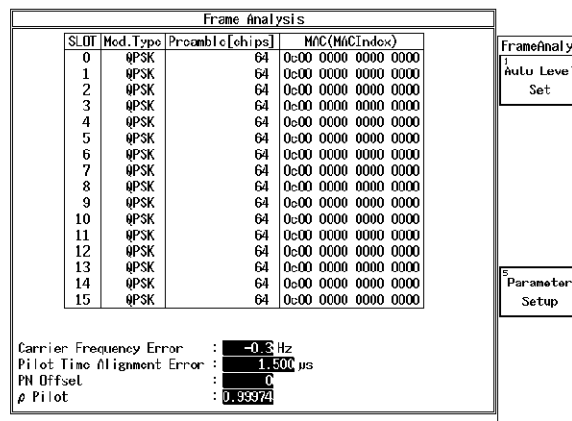 Frame Analysis
SLOT Mod.Type Preamble[chips] MAC(MACIndex)
0 QPSK 64 0c00 0000 0000 0000
1 QPSK 64 0c00 0000 0000 0000
2 QPSK 64 0c00 0000 0000 0000
3 QPSK 64 0c00 0000 0000 0000
4 QPSK 64 0c00 0000 0000 0000
5 QPSK 64 0c00 0000 0000 0000
6 QPSK 64 0c00 0000 0000 0000
7 QPSK 64 0c00 0000 0000 0000
8 QPSK 64 0c00 0000 0000 0000
9 QPSK 64 0c00 0000 0000 0000
10 QPSK 64 0c00 0000 0000 0000
11 QPSK 64 0c00 0000 0000 0000
12 QPSK 64 0c00 0000 0000 0000
13 QPSK 64 0c00 0000 0000 0000
14 QPSK 64 0c00 0000 0000 0000
15 QPSK 64 0c00 0000 0000 0000
Carrier Frequency Error : -0.3 Hz
Pilot Time Alignment Error : 1.500 µs
PN Offset : 0
ρ Pilot : 0.99974
FrameAnaly
1
Auto Level
Set
5
Parameter
Setup